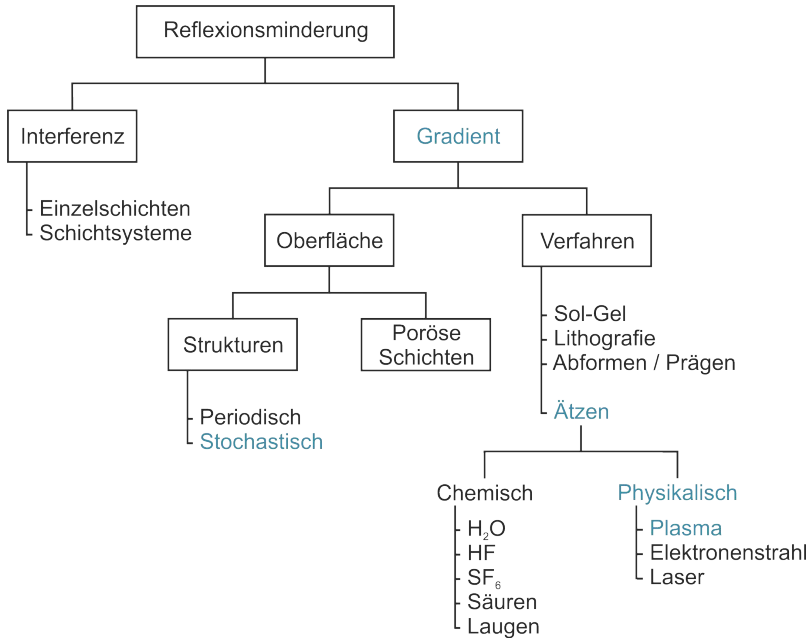 Reflexionsminderung
Interferenz
Gradient
Einzelschichten
Schichtsysteme
Oberfläche
Verfahren
Strukturen
Poröse
Schichten
Sol-Gel
Lithografie
Abformen / Prägen
Ätzen
Periodisch
Stochastisch
Chemisch
Physikalisch
H₂O
HF
SF₆
Säuren
Laugen
Plasma
Elektronenstrahl
Laser